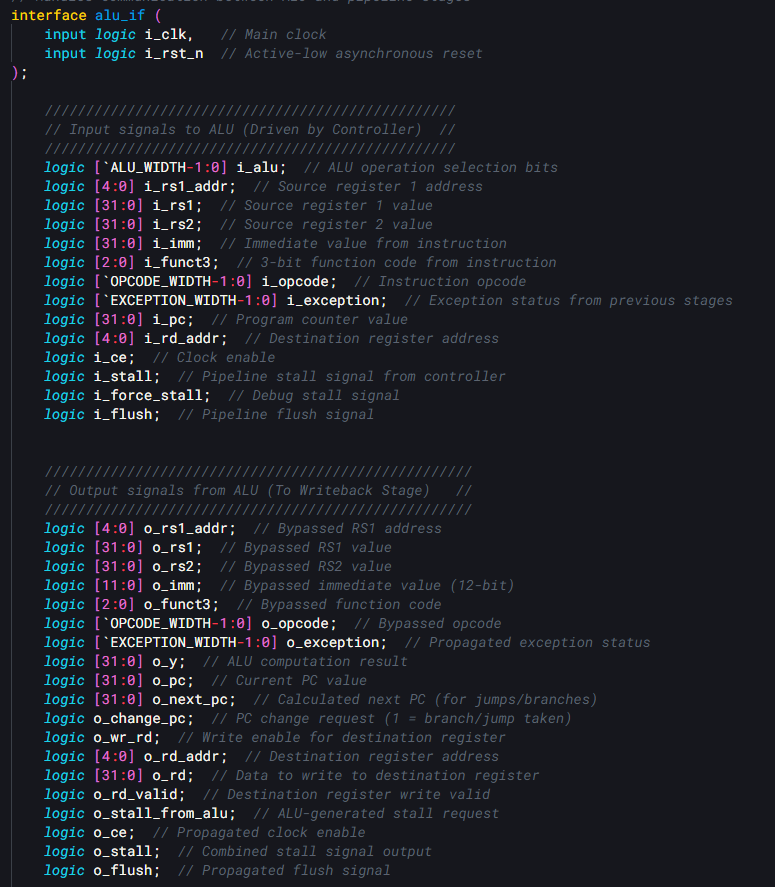 // Handles communication between ALU and pipeline stages
interface alu_if (
    input logic i_clk,   // Main clock
    input logic i_rst_n  // Active-low asynchronous reset
);
    //////////////////////////////////////////////////
    // Input signals to ALU (Driven by Controller)  //
    //////////////////////////////////////////////////
    logic [`ALU_WIDTH-1:0] i_alu;  // ALU operation selection bits
    logic [4:0] i_rs1_addr;  // Source register 1 address
    logic [31:0] i_rs1;  // Source register 1 value
    logic [31:0] i_rs2;  // Source register 2 value
    logic [31:0] i_imm;  // Immediate value from instruction
    logic [2:0] i_funct3;  // 3-bit function code from instruction
    logic [`OPCODE_WIDTH-1:0] i_opcode;  // Instruction opcode
    logic [`EXCEPTION_WIDTH-1:0] i_exception;  // Exception status from previous stages
    logic [31:0] i_pc;  // Program counter value
    logic [4:0] i_rd_addr;  // Destination register address
    logic i_ce;  // Clock enable
    logic i_stall;  // Pipeline stall signal from controller
    logic i_force_stall;  // Debug stall signal
    logic i_flush;  // Pipeline flush signal
    ////////////////////////////////////////////////////
    // Output signals from ALU (To Writeback Stage)   //
    ////////////////////////////////////////////////////
    logic [4:0] o_rs1_addr;  // Bypassed RS1 address
    logic [31:0] o_rs1;  // Bypassed RS1 value
    logic [31:0] o_rs2;  // Bypassed RS2 value
    logic [11:0] o_imm;  // Bypassed immediate value (12-bit)
    logic [2:0] o_funct3;  // Bypassed function code
    logic [`OPCODE_WIDTH-1:0] o_opcode;  // Bypassed opcode
    logic [`EXCEPTION_WIDTH-1:0] o_exception;  // Propagated exception status
    logic [31:0] o_y;  // ALU computation result
    logic [31:0] o_pc;  // Current PC value
    logic [31:0] o_next_pc;  // Calculated next PC (for jumps/branches)
    logic o_change_pc;  // PC change request (1 = branch/jump taken)
    logic o_wr_rd;  // Write enable for destination register
    logic [4:0] o_rd_addr;  // Destination register address
    logic [31:0] o_rd;  // Data to write to destination register
    logic o_rd_valid;  // Destination register write valid
    logic o_stall_from_alu;  // ALU-generated stall request
    logic o_ce;  // Propagated clock enable
    logic o_stall;  // Combined stall signal output
    logic o_flush;  // Propagated flush signal